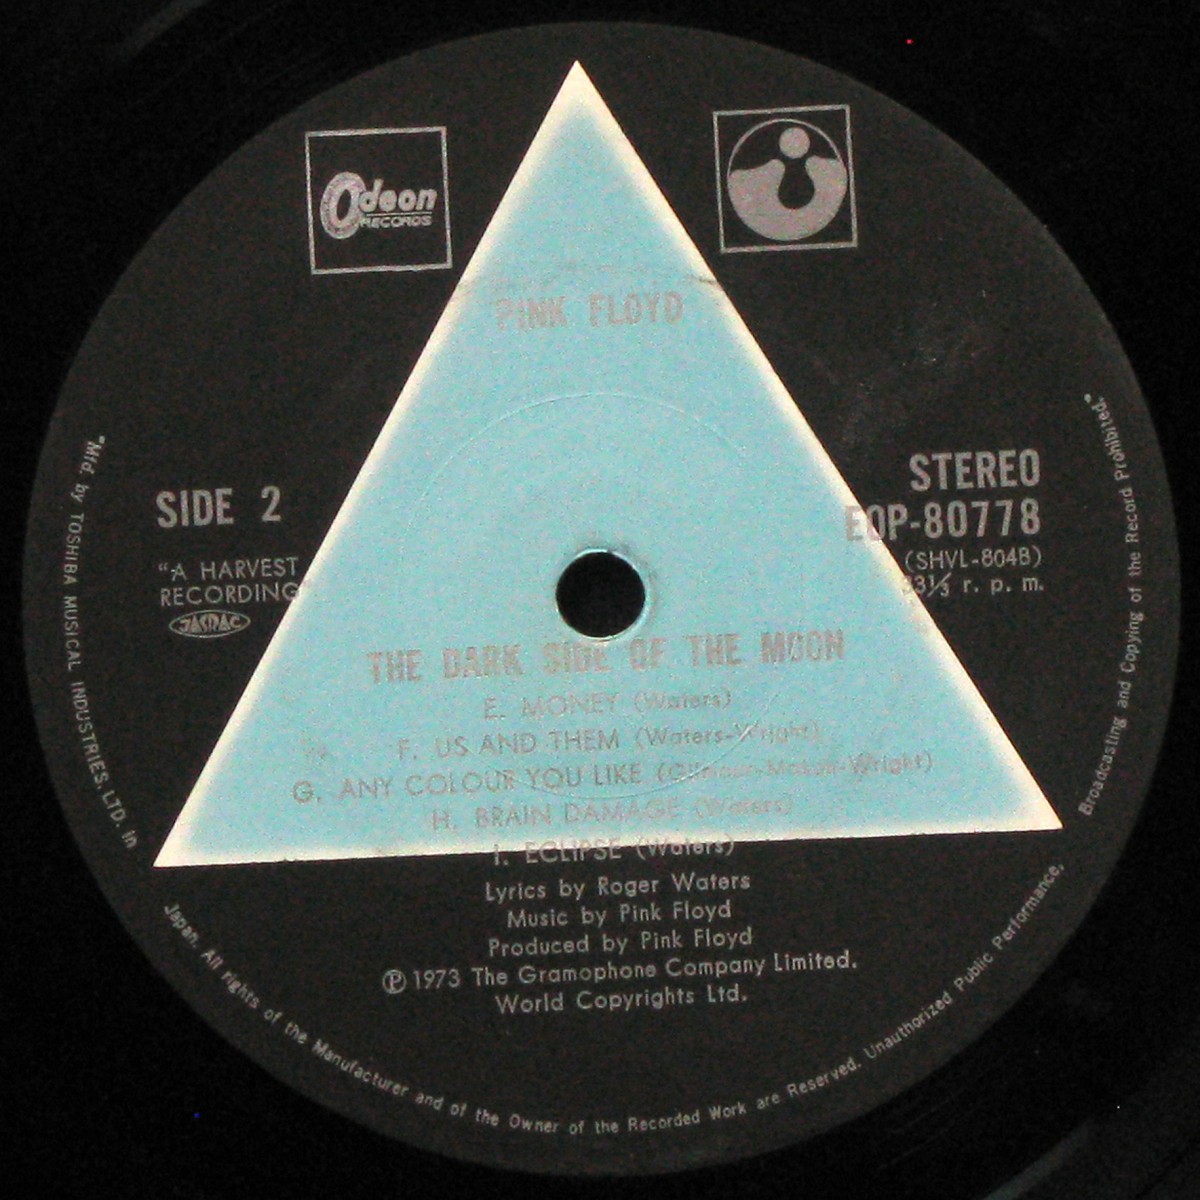 Odeon
RECORDS
PINK FLOYD
SIDE 2
"A HARVEST
RECORDING"
JASRAC
STEREO
EOP-80778
(SHVL-804B)
33⅓ r. p. m.
THE DARK SIDE OF THE MOON
E. MONEY (Waters)
F. US AND THEM (Waters-Wright)
G. ANY COLOUR YOU LIKE (Gilmour-Mason-Wright)
H. BRAIN DAMAGE (Waters)
I. ECLIPSE (Waters)
Lyrics by Roger Waters
Music by Pink Floyd
Produced by Pink Floyd
Ⓟ 1973 The Gramophone Company Limited.
World Copyrights Ltd.
"Mfd. by TOSHIBA MUSICAL INDUSTRIES, LTD. in Japan. All rights of the Manufacturer and of the Owner of the Recorded Work are Reserved. Unauthorized Public Performance, Broadcasting and Copying of the Record Prohibited."